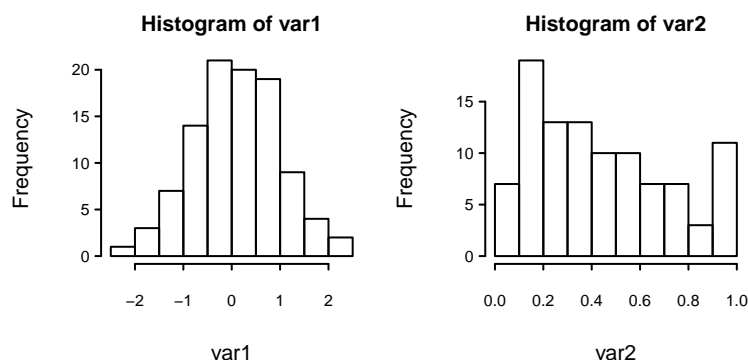 Histogram of var1
Frequency
20
15
10
5
0
−2 −1 0 1 2
var1
Histogram of var2
Frequency
15
10
5
0
0.0 0.2 0.4 0.6 0.8 1.0
var2